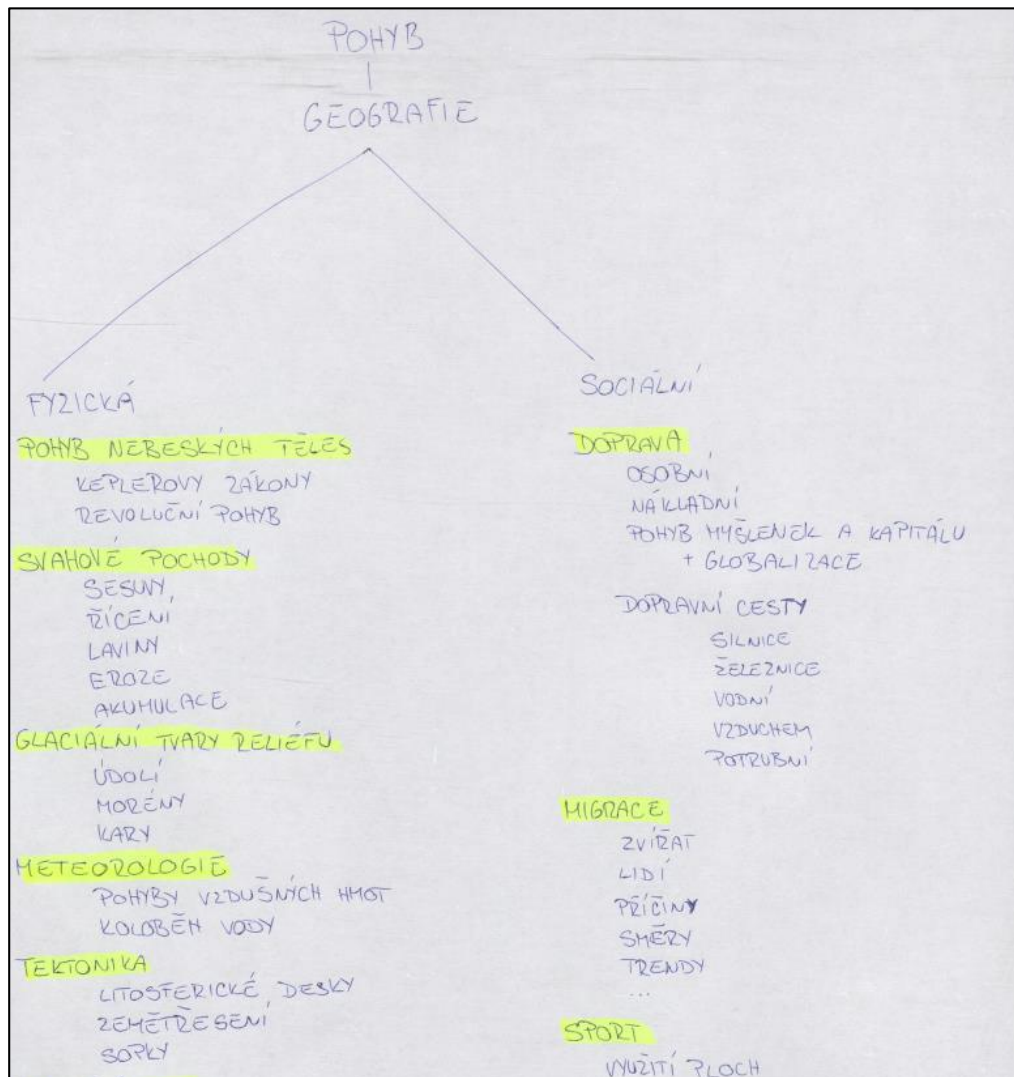 POHYB
GEOGRAFIE
FYZICKÁ
POHYB NEBESKÝCH TĚLES
KEPLEROVY ZÁKONY
REVOLUČNÍ POHYB
SVAHOVÉ POCHODY
SESUVY,
ŘÍCENÍ
LAVINY
EROZE
AKUMULACE
GLACIÁLNÍ TVARY RELIÉFU
ÚDOLÍ
MORÉNY
KARY
METEOROLOGIE
POHYBY VZDUŠNÝCH HMOT
KOLOBĚH VODY
TEKTONIKA
LITOSFERICKÉ DESKY
ZEMĚTŘESENÍ
SOPKY
SOCIÁLNÍ
DOPRAVA
OSOBNÍ
NÁKLADNÍ
POHYB MYŠLENEK A KAPITÁLU
+ GLOBALIZACE
DOPRAVNÍ CESTY
SILNICE
ŽELEZNICE
VODNÍ
VZDUCHEM
POTRUBNÍ
MIGRACE
ZVÍŘAT
LIDÍ
PŘÍČINY
SMĚRY
TRENDY
...
SPORT
VYUŽITÍ PLOCH